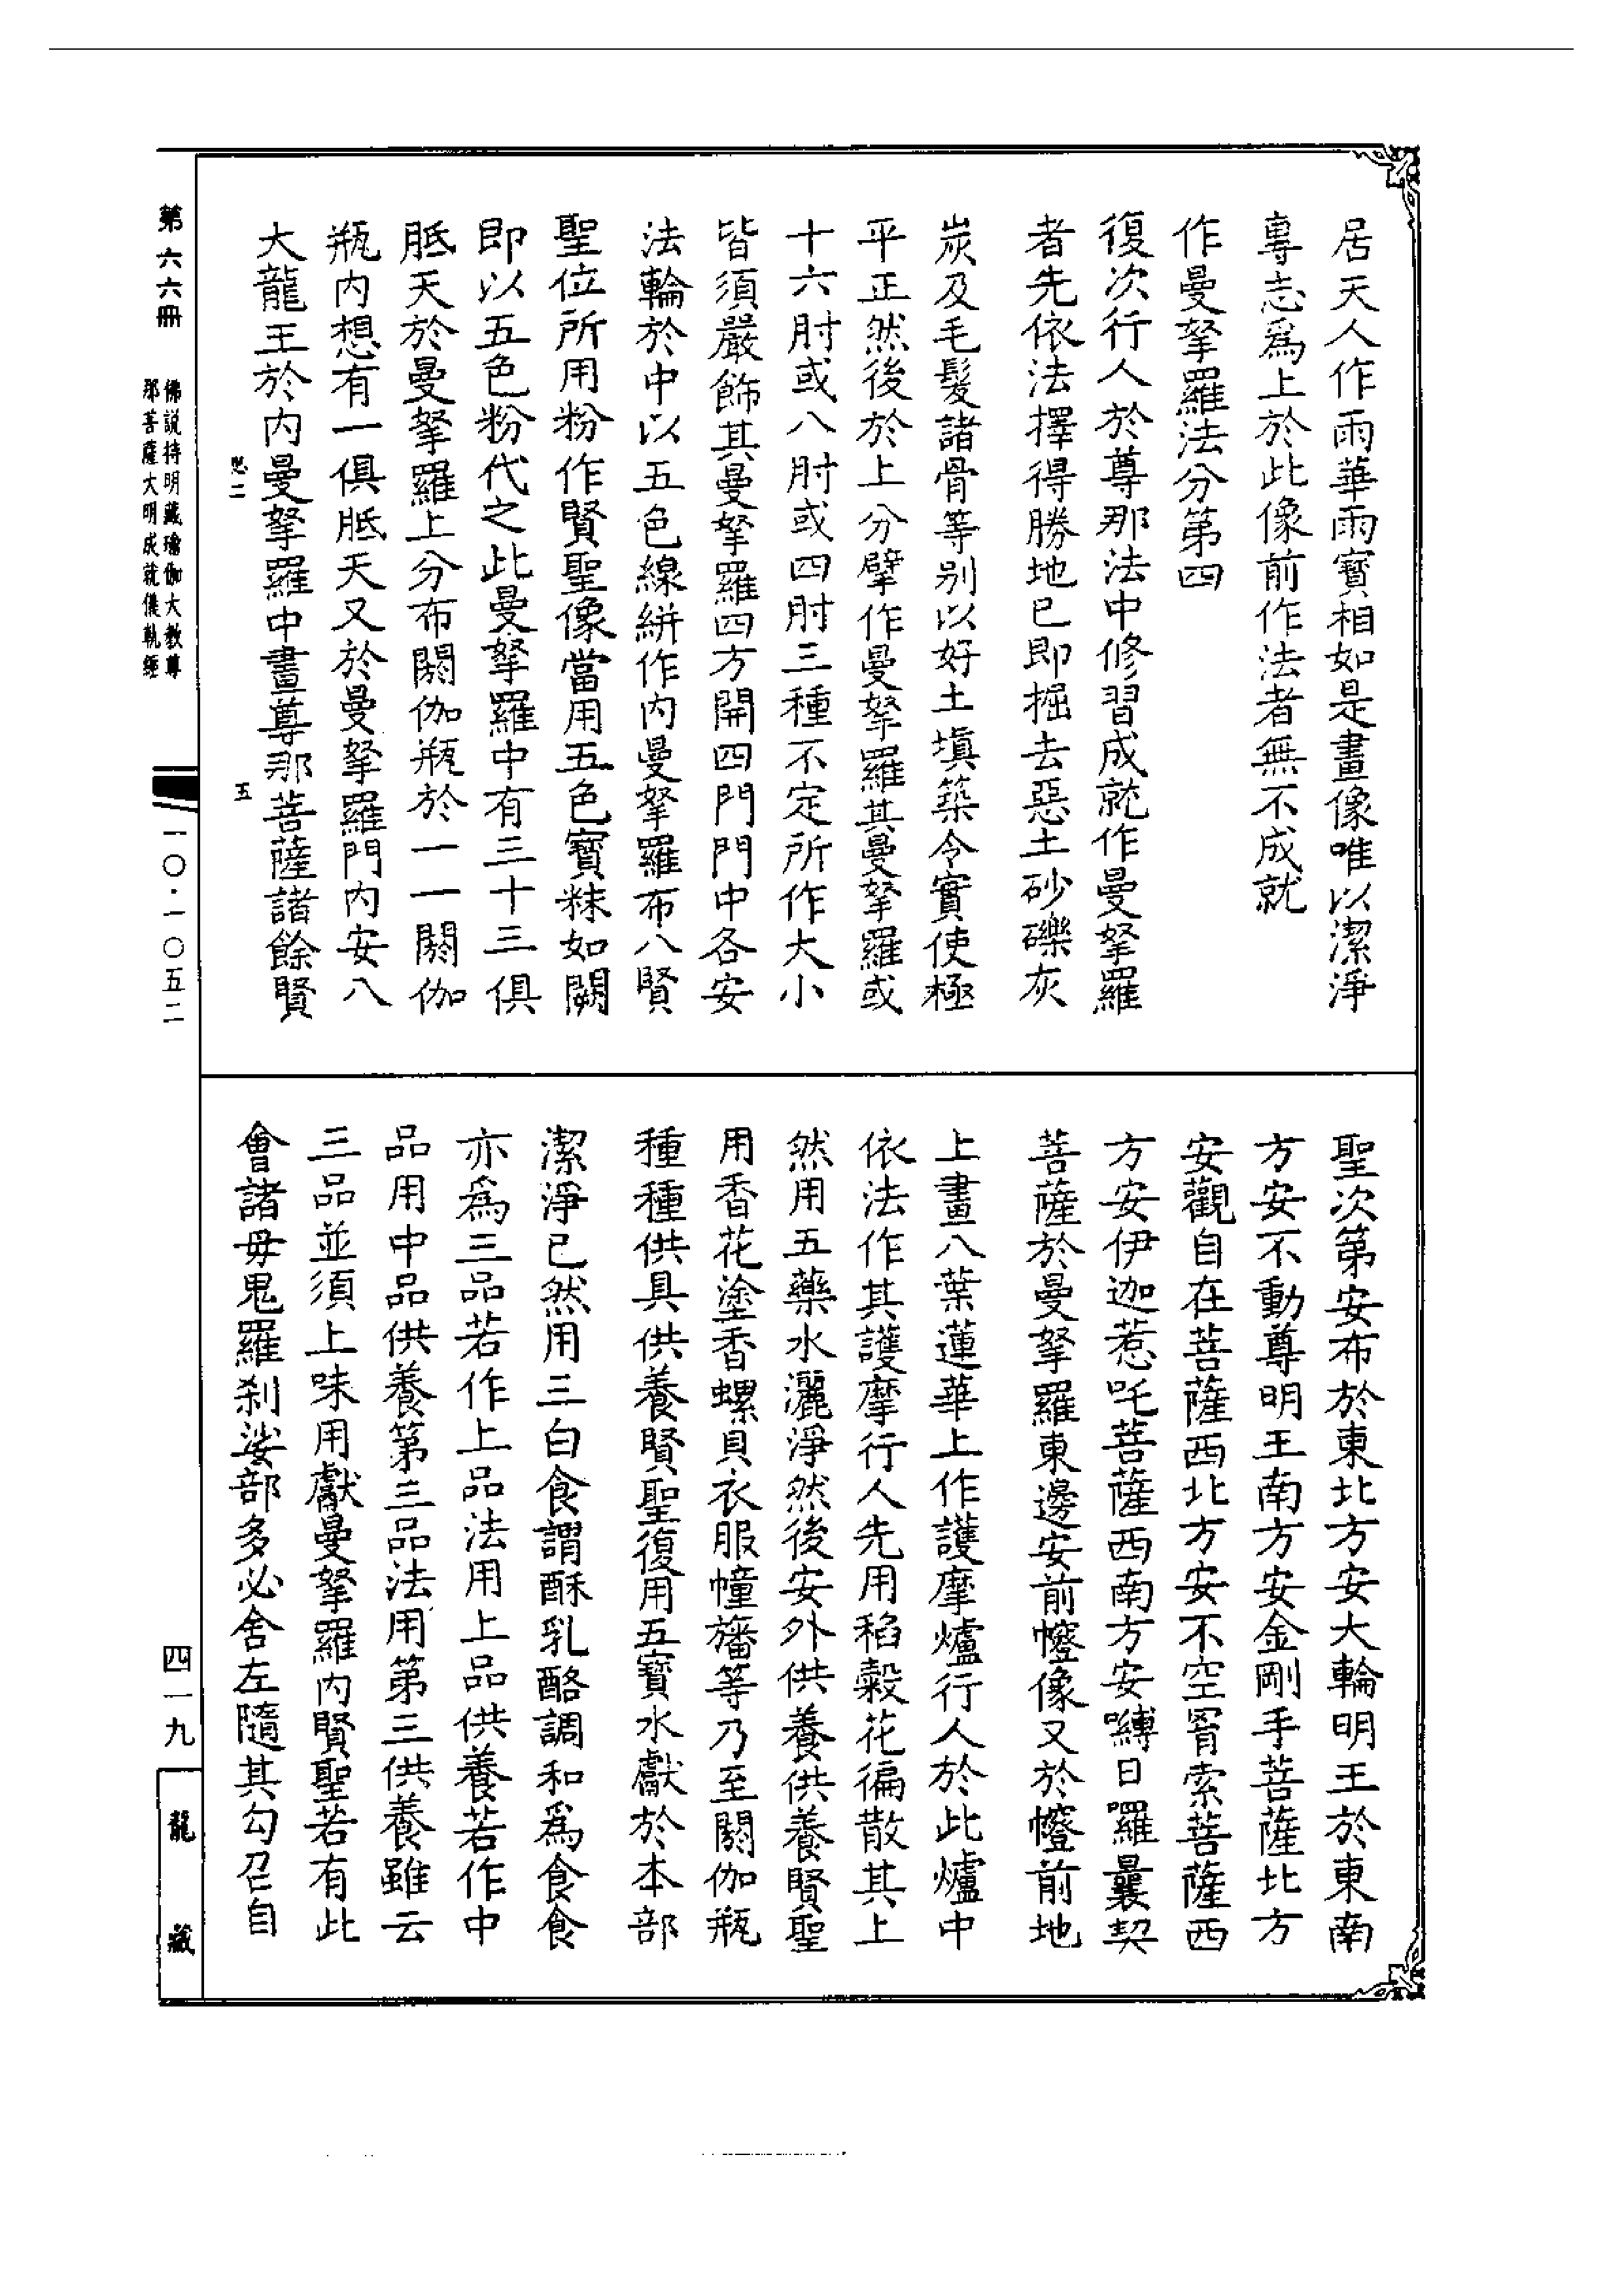 居天人作雨華雨寶相如是畫像唯以潔淨
專志爲上於此像前作法者無不成就
作曼拏羅法分第四
復次行人於尊那法中修習成就作曼拏羅
者先依法擇得勝地已即掘去惡土砂礫灰
炭及毛髮諸骨等别以好土塡築令實使極
平正然後於上分擘作曼拏羅其曼拏羅或
十六肘或八肘或四肘三種不定所作大小
皆須嚴飾其曼拏羅四方開四門門中各安
法輪於中以五色線絣作内曼拏羅布八賢
聖位所用粉作賢聖像當用五色寶粖如闕
即以五色粉代之此曼拏羅中有三十三俱
胝天於曼拏羅上分布閼伽瓶於一一閼伽
瓶内想有一俱胝天又於曼拏羅門内安八
大龍王於内曼拏羅中畫尊那菩薩諸餘賢
五
聖次第安布於東北方安大輪明王於東南
方安不動尊明王南方安金剛手菩薩北方
安觀自在菩薩西北方安不空罥索菩薩西
方安伊迦惹吒菩薩西南方安嚩日囉曩契
菩薩於曼拏羅東邊安前㡧像又於㡧前地
上畫八葉蓮華上作護摩爐行人於此爐中
依法作其護摩行人先用稻穀花徧散其上
然用五藥水灑淨然後安外供養供養賢聖
用香花塗香螺貝衣服幢旛等乃至閼伽瓶
種種供具供養賢聖復用五寶水獻於本部
潔淨已然用三白食謂酥乳酪調和爲食食
亦爲三品若作上品法用上品供養若作中
品用中品供養第三品法用第三供養雖云
三品並須上味用獻曼拏羅内賢聖若有此
會諸毋鬼羅刹娑部多必舍左隨其勾召自
第六六册
佛説持明藏瑜伽大教尊
那菩薩大明成就儀軌經
一〇·一〇五二
四一九
龍藏